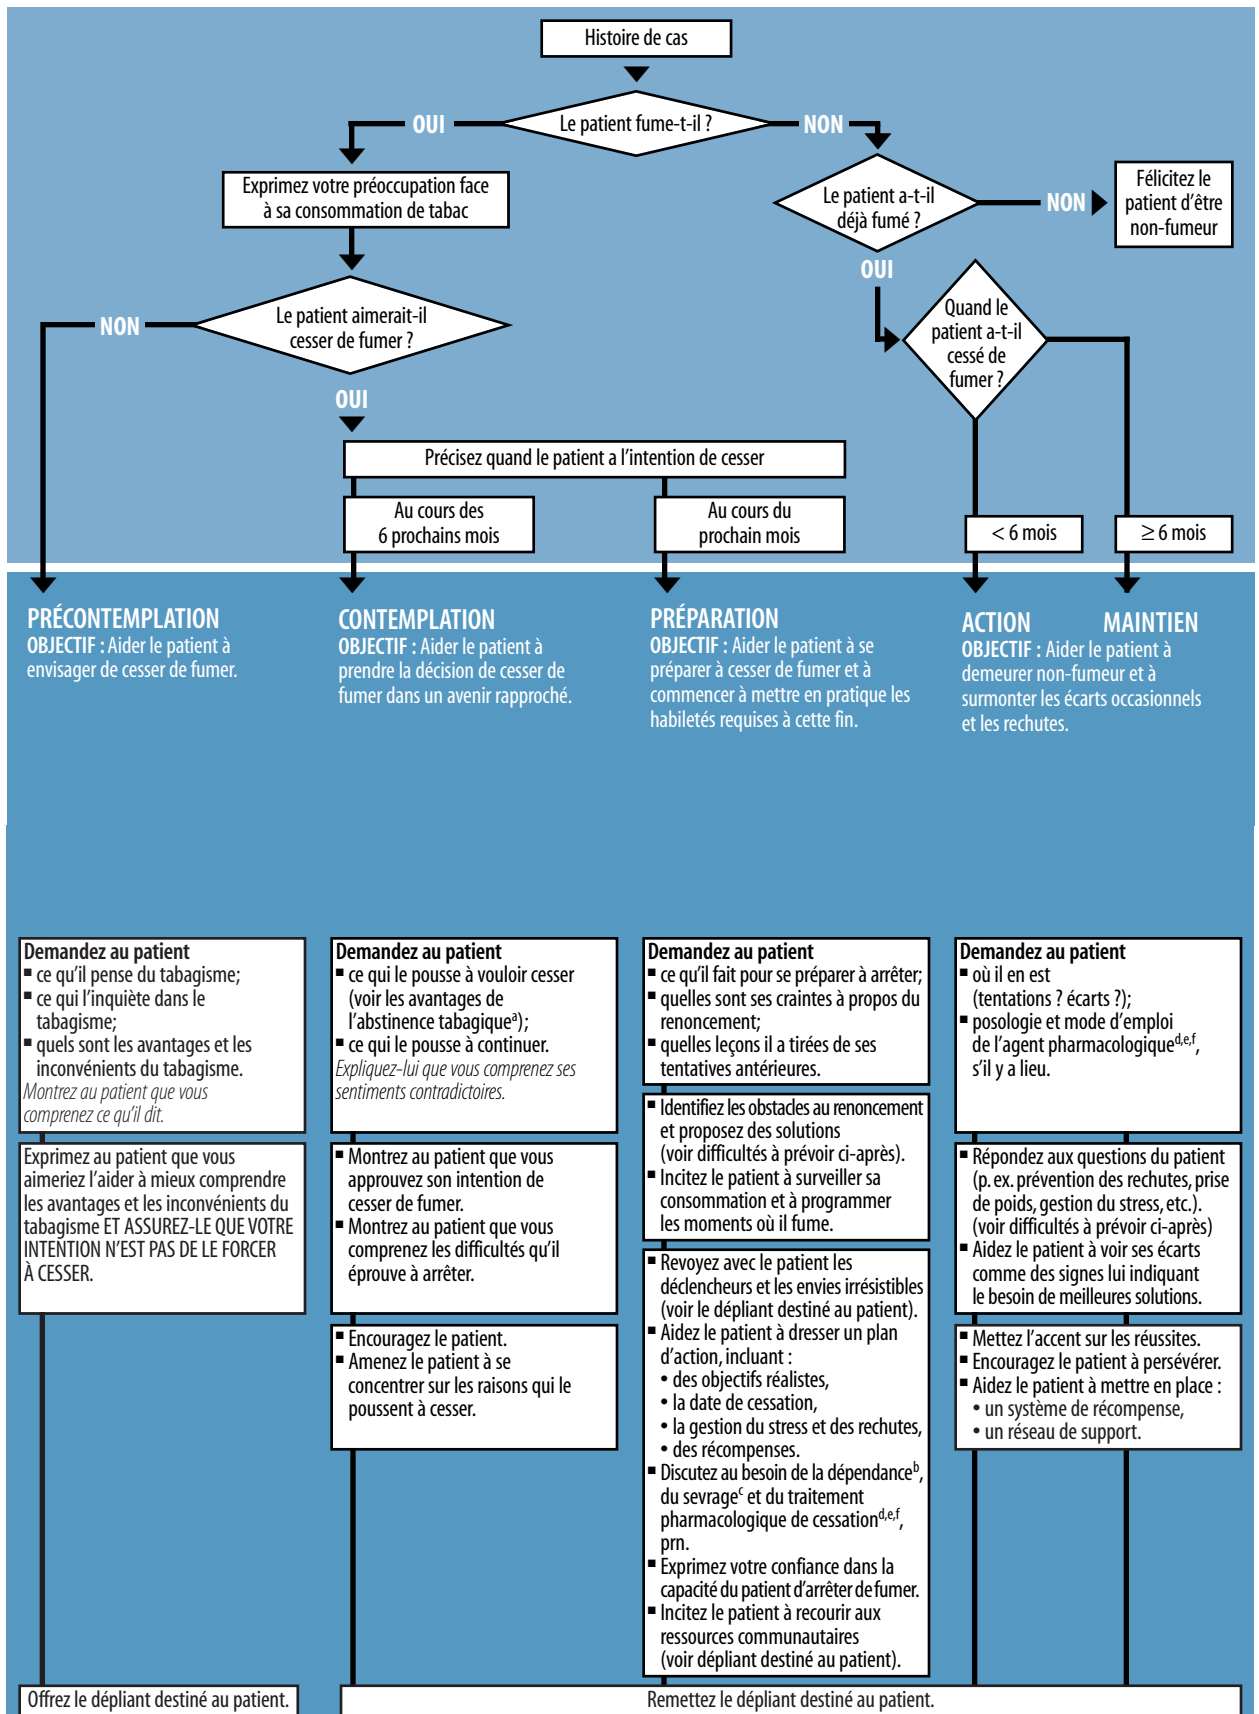 Histoire de cas
Le patient fume-t-il ?
OUI
NON
Exprimez votre préoccupation face
à sa consommation de tabac
Le patient a-t-il
déjà fumé ?
NON
Félicitez le
patient d'être
non-fumeur
OUI
Le patient aimerait-il
cesser de fumer ?
NON
Quand le
patient a-t-il
cessé de
fumer ?
OUI
Précisez quand le patient a l'intention de cesser
Au cours des
6 prochains mois
Au cours du
prochain mois
< 6 mois
≥ 6 mois
PRÉCONTEMPLATION
OBJECTIF : Aider le patient à
envisager de cesser de fumer.
CONTEMPLATION
OBJECTIF : Aider le patient à
prendre la décision de cesser de
fumer dans un avenir rapproché.
PRÉPARATION
OBJECTIF : Aider le patient à se
préparer à cesser de fumer et à
commencer à mettre en pratique les
habiletés requises à cette fin.
ACTION MAINTIEN
OBJECTIF : Aider le patient à
demeurer non-fumeur et à
surmonter les écarts occasionnels
et les rechutes.
Demandez au patient
▪ ce qu'il pense du tabagisme;
▪ ce qui l'inquiète dans le
tabagisme;
▪ quels sont les avantages et les
inconvénients du tabagisme.
Montrez au patient que vous
comprenez ce qu'il dit.
Exprimez au patient que vous
aimeriez l'aider à mieux comprendre
les avantages et les inconvénients du
tabagisme ET ASSUREZ-LE QUE VOTRE
INTENTION N'EST PAS DE LE FORCER
À CESSER.
Demandez au patient
▪ ce qui le pousse à vouloir cesser
(voir les avantages de
l'abstinence tabagiqueᵃ);
▪ ce qui le pousse à continuer.
Expliquez-lui que vous comprenez ses
sentiments contradictoires.
▪ Montrez au patient que vous
approuvez son intention de
cesser de fumer.
▪ Montrez au patient que vous
comprenez les difficultés qu'il
éprouve à arrêter.
▪ Encouragez le patient.
▪ Amenez le patient à se
concentrer sur les raisons qui le
poussent à cesser.
Demandez au patient
▪ ce qu'il fait pour se préparer à arrêter;
▪ quelles sont ses craintes à propos du
renoncement;
▪ quelles leçons il a tirées de ses
tentatives antérieures.
▪ Identifiez les obstacles au renoncement
et proposez des solutions
(voir difficultés à prévoir ci-après).
▪ Incitez le patient à surveiller sa
consommation et à programmer
les moments où il fume.
▪ Revoyez avec le patient les
déclencheurs et les envies irrésistibles
(voir le dépliant destiné au patient).
▪ Aidez le patient à dresser un plan
d'action, incluant :
• des objectifs réalistes,
• la date de cessation,
• la gestion du stress et des rechutes,
• des récompenses.
▪ Discutez au besoin de la dépendanceᵇ,
du sevrageᶜ et du traitement
pharmacologique de cessationᵈ,ᵉ,ᶠ,
prn.
▪ Exprimez votre confiance dans la
capacité du patient d'arrêter de fumer.
▪ Incitez le patient à recourir aux
ressources communautaires
(voir dépliant destiné au patient).
Demandez au patient
▪ où il en est
(tentations ? écarts ?);
▪ posologie et mode d'emploi
de l'agent pharmacologiqueᵈ,ᵉ,ᶠ,
s'il y a lieu.
▪ Répondez aux questions du patient
(p. ex. prévention des rechutes, prise
de poids, gestion du stress, etc.).
(voir difficultés à prévoir ci-après)
▪ Aidez le patient à voir ses écarts
comme des signes lui indiquant
le besoin de meilleures solutions.
▪ Mettez l'accent sur les réussites.
▪ Encouragez le patient à persévérer.
▪ Aidez le patient à mettre en place :
• un système de récompense,
• un réseau de support.
Offrez le dépliant destiné au patient.
Remettez le dépliant destiné au patient.